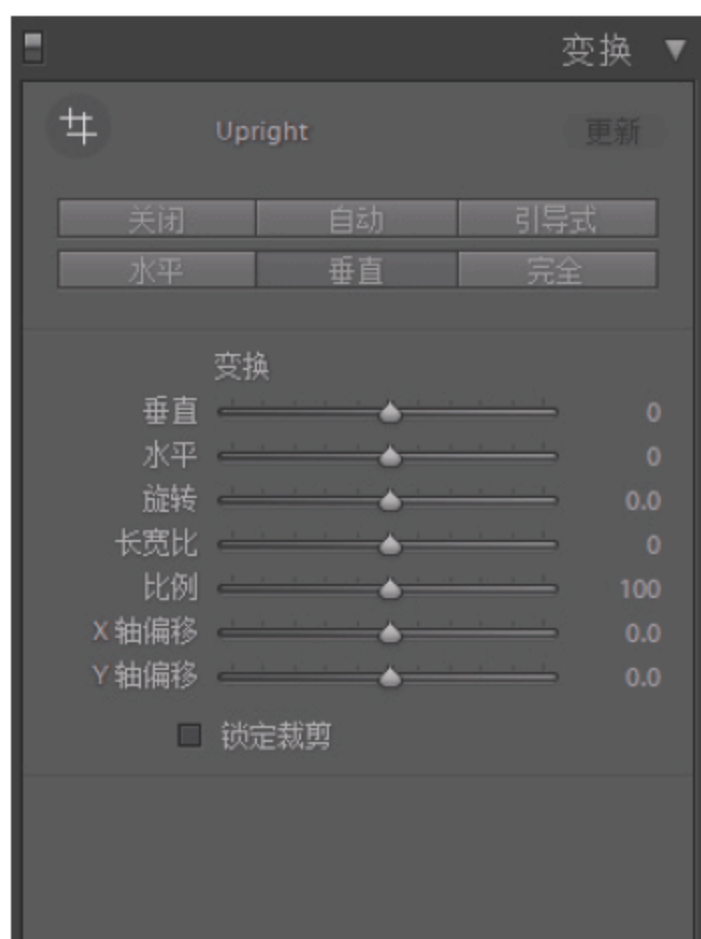 变换
Upright 更新
关闭 自动 引导式
水平 垂直 完全
变换
垂直 0
水平 0
旋转 0.0
长宽比 0
比例 100
X 轴偏移 0.0
Y 轴偏移 0.0
锁定裁剪